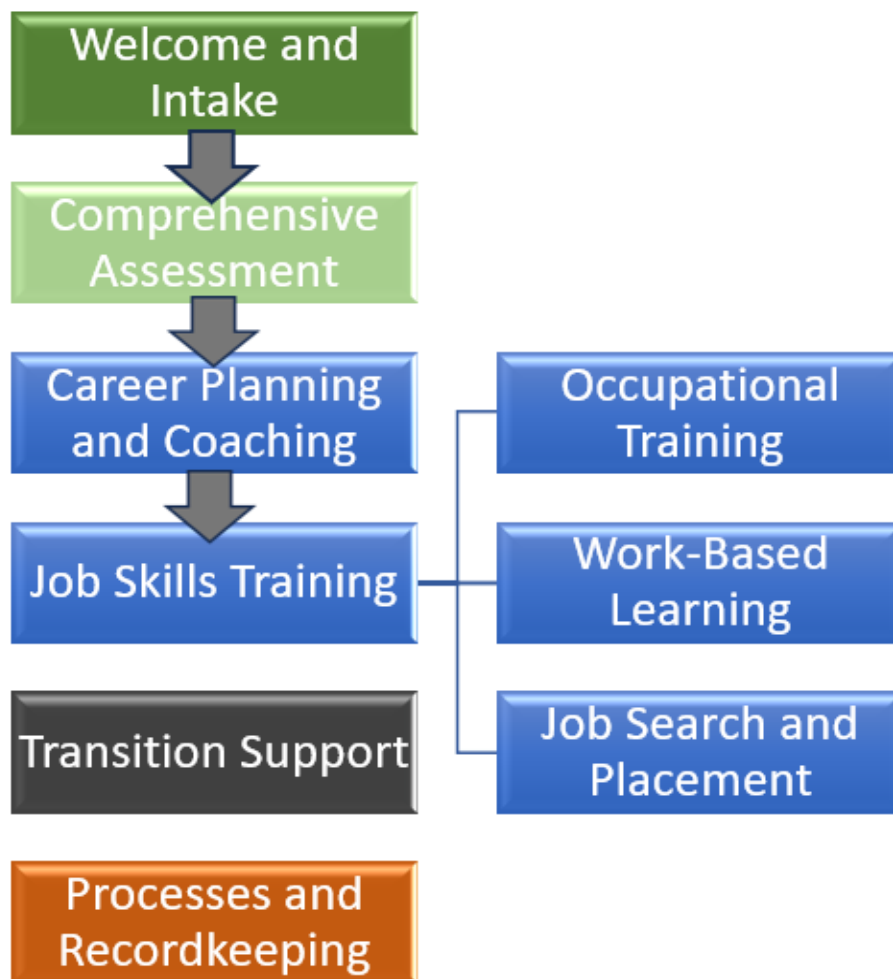 Welcome and
Intake
Comprehensive
Assessment
Career Planning
and Coaching
Job Skills Training
Transition Support
Processes and
Recordkeeping
Occupational
Training
Work-Based
Learning
Job Search and
Placement